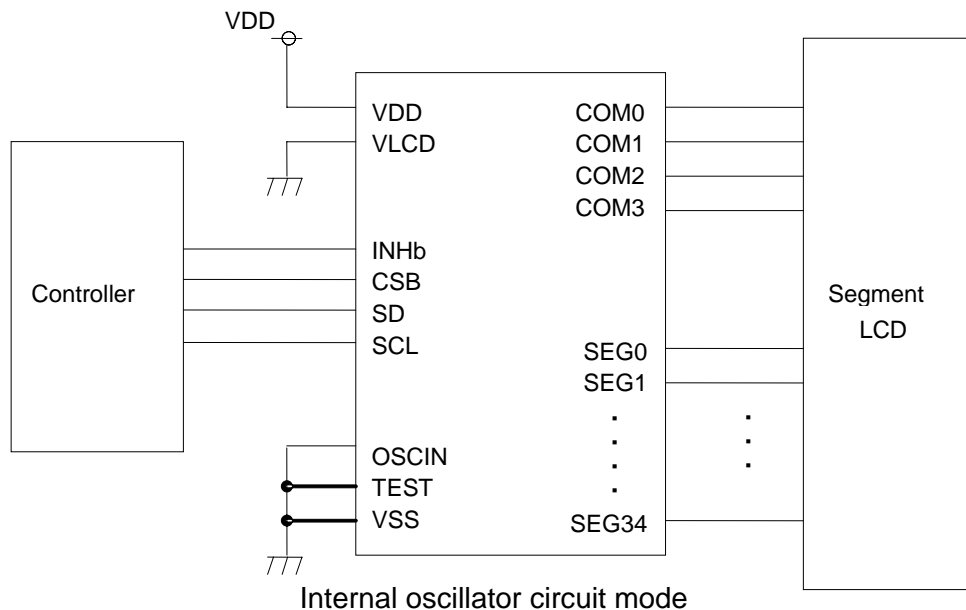 VDD
VDD
VLCD
INHb
CSB
SD
SCL
OSCIN
TEST
VSS
COM0
COM1
COM2
COM3
SEG0
SEG1
SEG34
Controller
Segment
LCD
Internal oscillator circuit mode